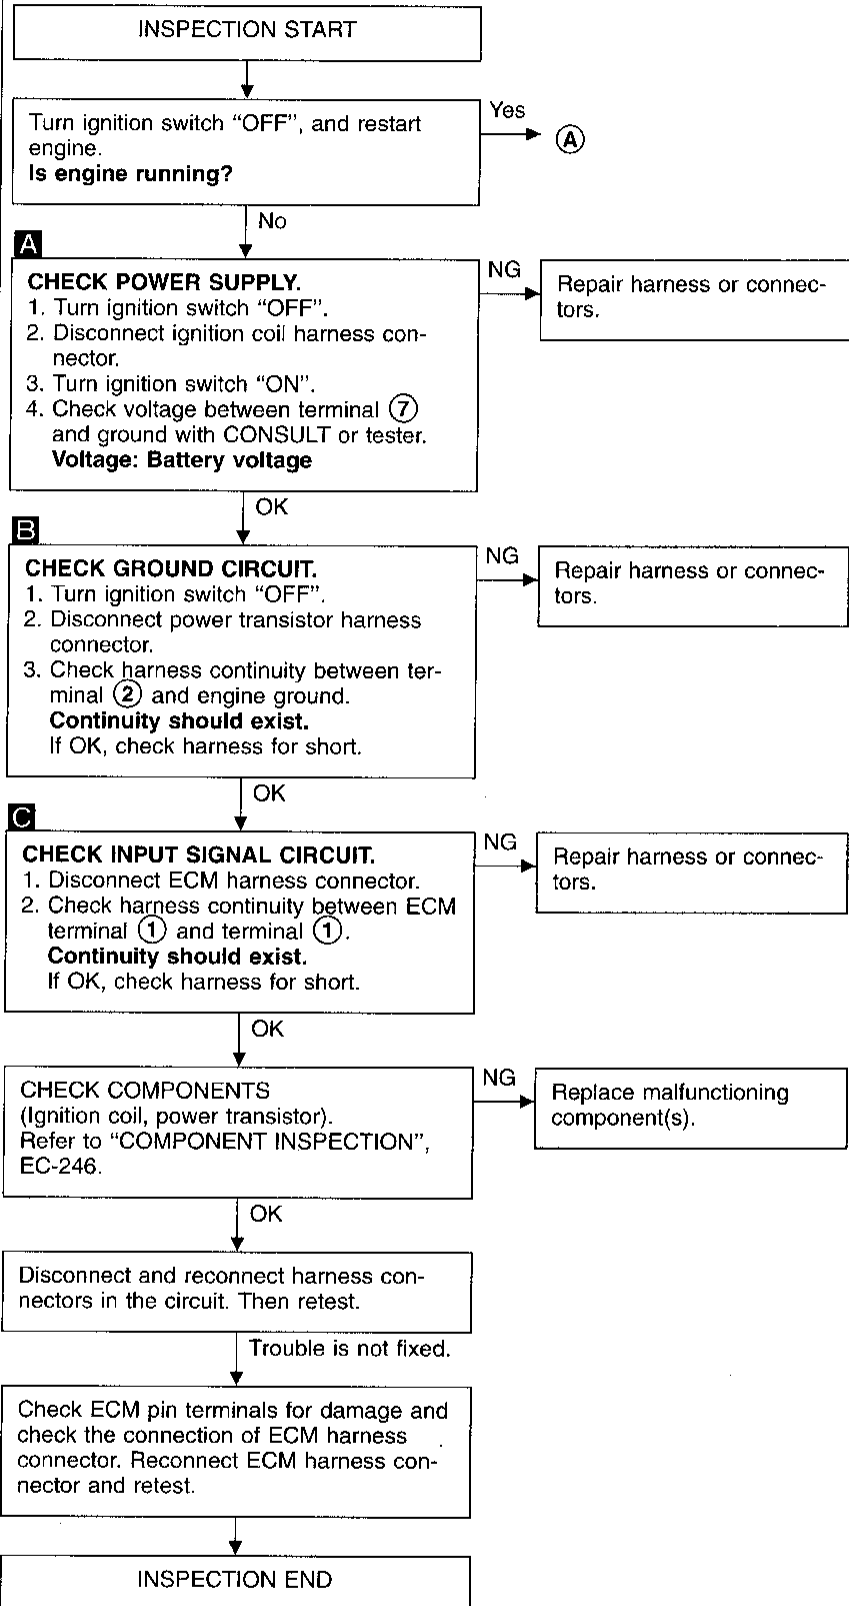 INSPECTION START
Turn ignition switch “OFF”, and restart
engine.
Is engine running?
Yes
A
No
A
CHECK POWER SUPPLY.
1. Turn ignition switch “OFF”.
2. Disconnect ignition coil harness con-
nector.
3. Turn ignition switch “ON”.
4. Check voltage between terminal 7
and ground with CONSULT or tester.
Voltage: Battery voltage
NG
Repair harness or connec-
tors.
OK
B
CHECK GROUND CIRCUIT.
1. Turn ignition switch “OFF”.
2. Disconnect power transistor harness
connector.
3. Check harness continuity between ter-
minal 2 and engine ground.
Continuity should exist.
If OK, check harness for short.
NG
Repair harness or connec-
tors.
OK
C
CHECK INPUT SIGNAL CIRCUIT.
1. Disconnect ECM harness connector.
2. Check harness continuity between ECM
terminal 1 and terminal 1.
Continuity should exist.
If OK, check harness for short.
NG
Repair harness or connec-
tors.
OK
CHECK COMPONENTS
(Ignition coil, power transistor).
Refer to “COMPONENT INSPECTION”,
EC-246.
NG
Replace malfunctioning
component(s).
OK
Disconnect and reconnect harness con-
nectors in the circuit. Then retest.
Trouble is not fixed.
Check ECM pin terminals for damage and
check the connection of ECM harness
connector. Reconnect ECM harness con-
nector and retest.
INSPECTION END